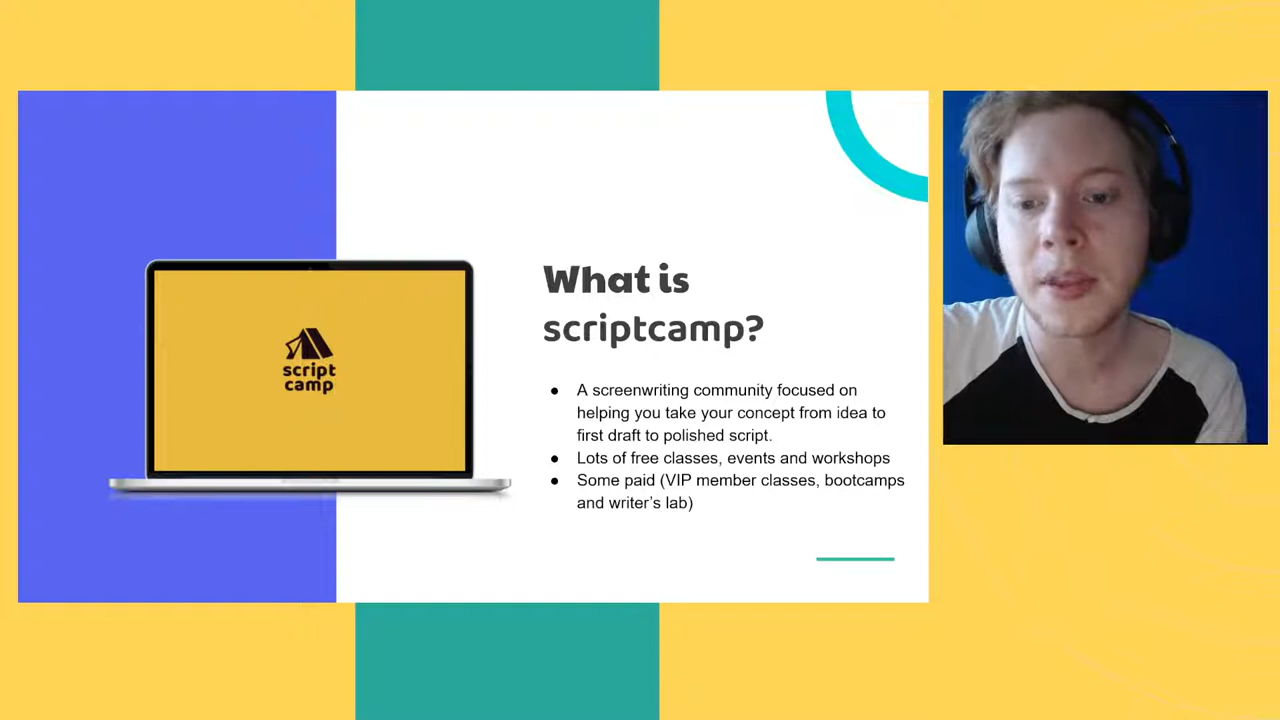 What is
scriptcamp?
script
camp
● A screenwriting community focused on
helping you take your concept from idea to
first draft to polished script.
● Lots of free classes, events and workshops
● Some paid (VIP member classes, bootcamps
and writer’s lab)